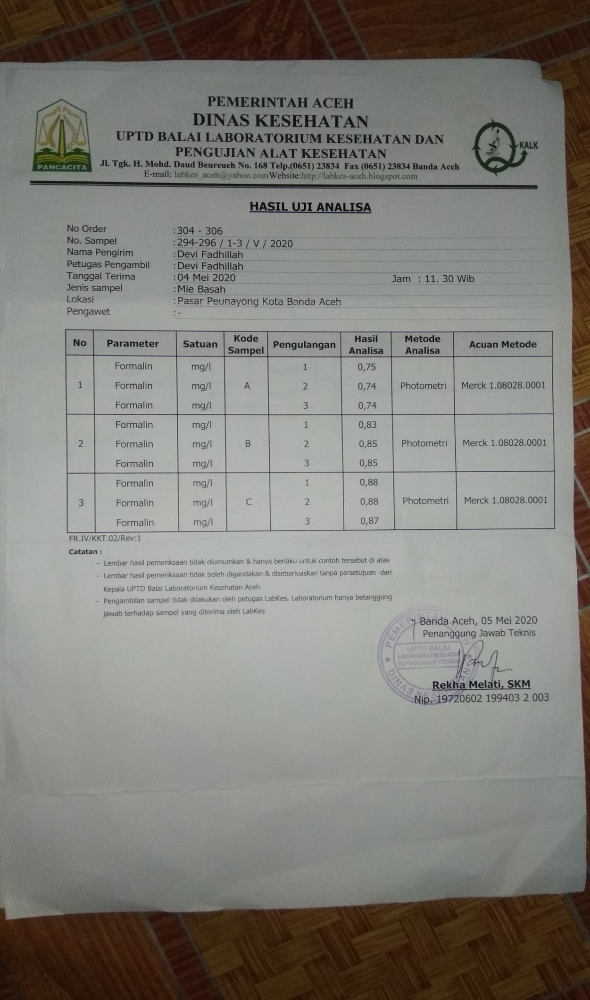 PEMERINTAH ACEH
DINAS KESEHATAN
UPTD BALAI LABORATORIUM KESEHATAN DAN
PENGUJIAN ALAT KESEHATAN
Jl. Tgk. H. Mohd. Daud Beureueh No. 168 Telp.(0651) 23834 Fax (0651) 23834 Banda Aceh
E-mail: labkes_aceh@yahoo.com Website:http://labkes-aceh.blogspot.com
PANCACITA
KALK
HASIL UJI ANALISA
No Order : 304 - 306
No. Sampel : 294-296 / 1-3 / V / 2020
Nama Pengirim : Devi Fadhillah
Petugas Pengambil : Devi Fadhillah
Tanggal Terima : 04 Mei 2020 Jam : 11. 30 Wib
Jenis sampel : Mie Basah
Lokasi : Pasar Peunayong Kota Banda Aceh
Pengawet : -
No Parameter Satuan Kode Sampel Pengulangan Hasil Analisa Metode Analisa Acuan Metode
Formalin mg/l 1 0,75
1 Formalin mg/l A 2 0,74 Photometri Merck 1.08028.0001
Formalin mg/l 3 0,74
Formalin mg/l 1 0,83
2 Formalin mg/l B 2 0,85 Photometri Merck 1.08028.0001
Formalin mg/l 3 0,85
Formalin mg/l 1 0,88
3 Formalin mg/l C 2 0,88 Photometri Merck 1.08028.0001
Formalin mg/l 3 0,87
FR.IV/KKT.02/Rev:1
Catatan :
- Lembar hasil pemeriksaan tidak diumumkan & hanya berlaku untuk contoh tersebut di atas
- Lembar hasil pemeriksaan tidak boleh digandakan & disebarluaskan tanpa persetujuan dari
Kepala UPTD Balai Laboratorium Kesehatan Aceh
- Pengambilan sampel tidak dilakukan oleh petugas LabKes, Laboratorium hanya betanggung
jawab terhadap sampel yang diterima oleh LabKes
Banda Aceh, 05 Mei 2020
Penanggung Jawab Teknis
PEMERINTAH ACEH
UPTD BALAI
LABORATORIUM KESEHATAN
DAN PENGUJIAN ALAT KESEHATAN
DINAS KESEHATAN
Rekha Melati, SKM
Nip. 19720602 199403 2 003